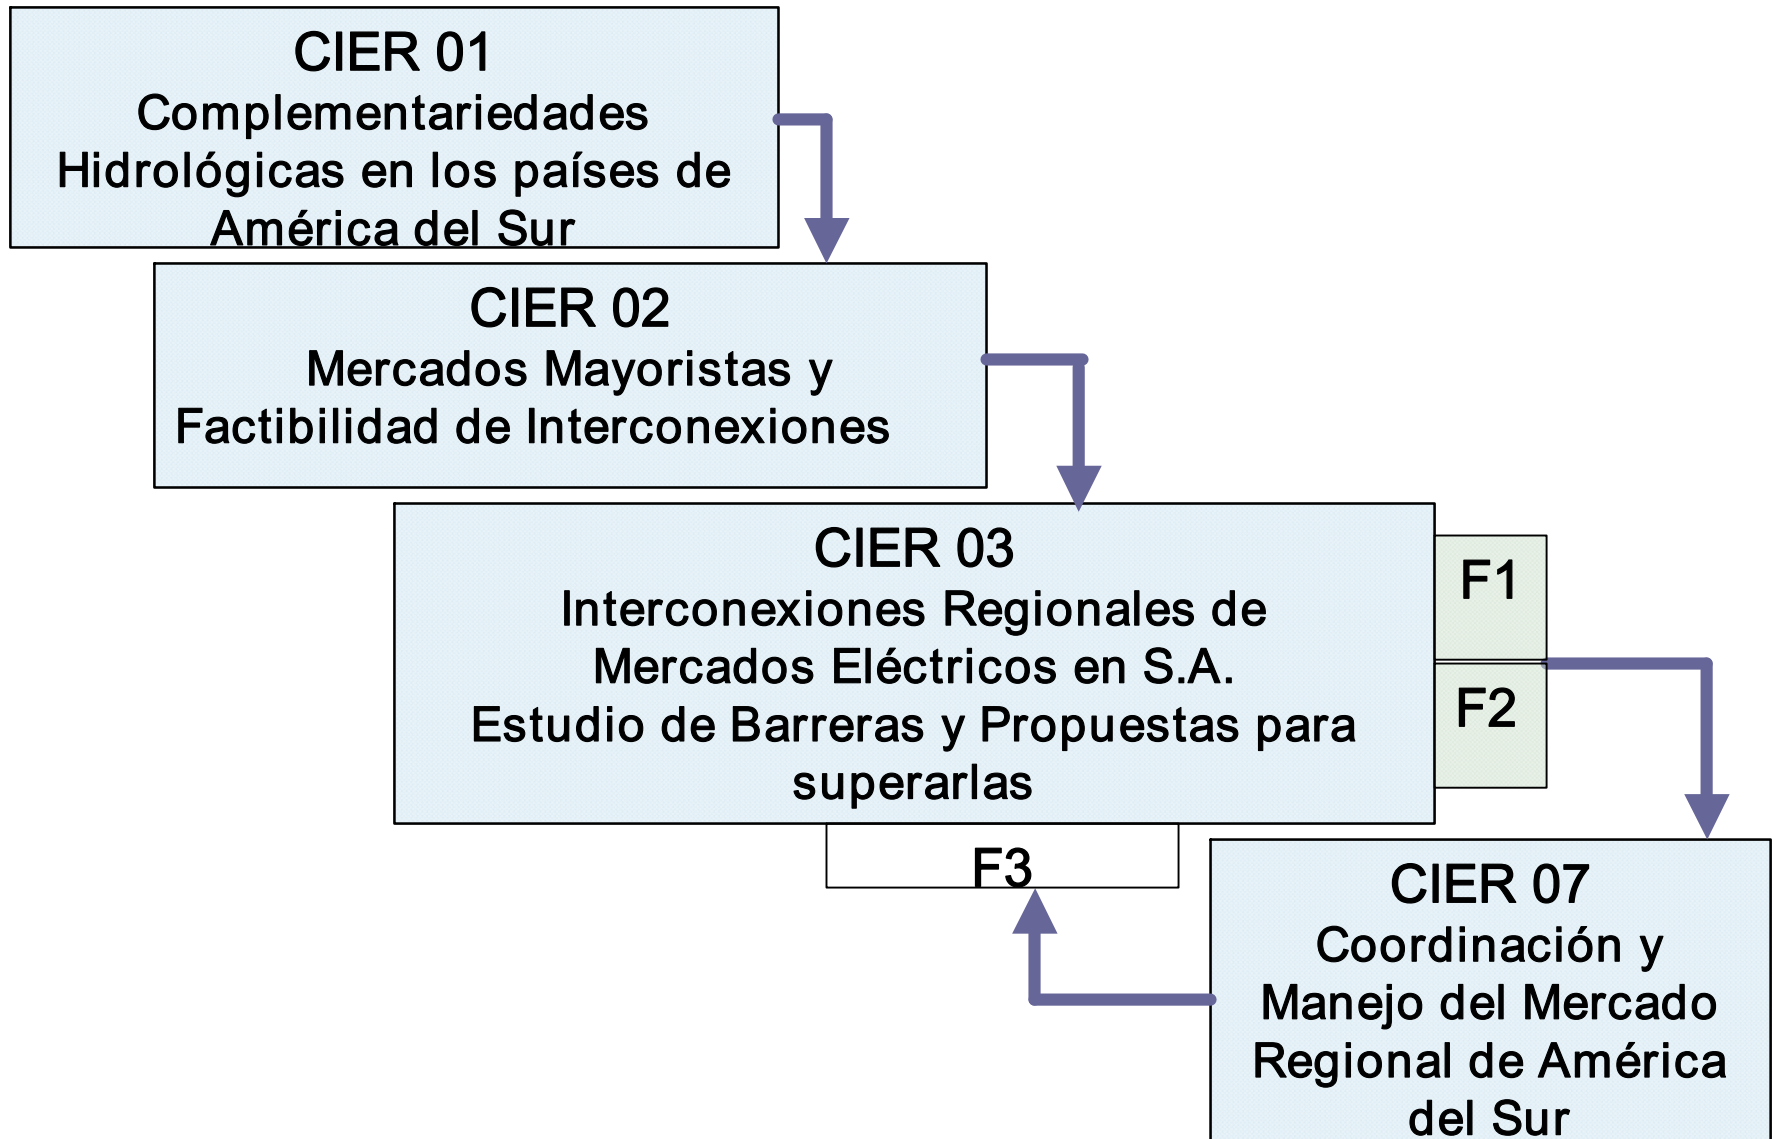 CIER 01
Complementariedades
Hidrológicas en los países de
América del Sur
CIER 02
Mercados Mayoristas y
Factibilidad de Interconexiones
CIER 03
Interconexiones Regionales de
Mercados Eléctricos en S.A.
Estudio de Barreras y Propuestas para
superarlas
F1
F2
F3
CIER 07
Coordinación y
Manejo del Mercado
Regional de América
del Sur